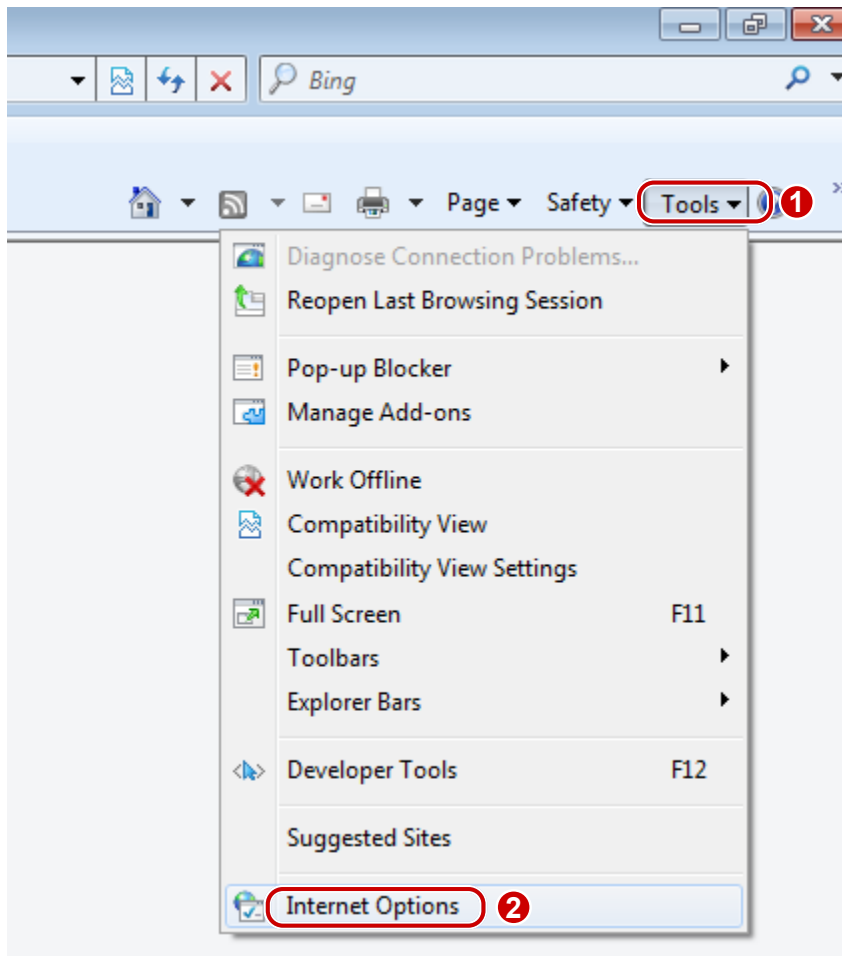 Bing
Page Safety Tools 1
Diagnose Connection Problems...
Reopen Last Browsing Session
Pop-up Blocker
Manage Add-ons
Work Offline
Compatibility View
Compatibility View Settings
Full Screen F11
Toolbars
Explorer Bars
Developer Tools F12
Suggested Sites
Internet Options 2